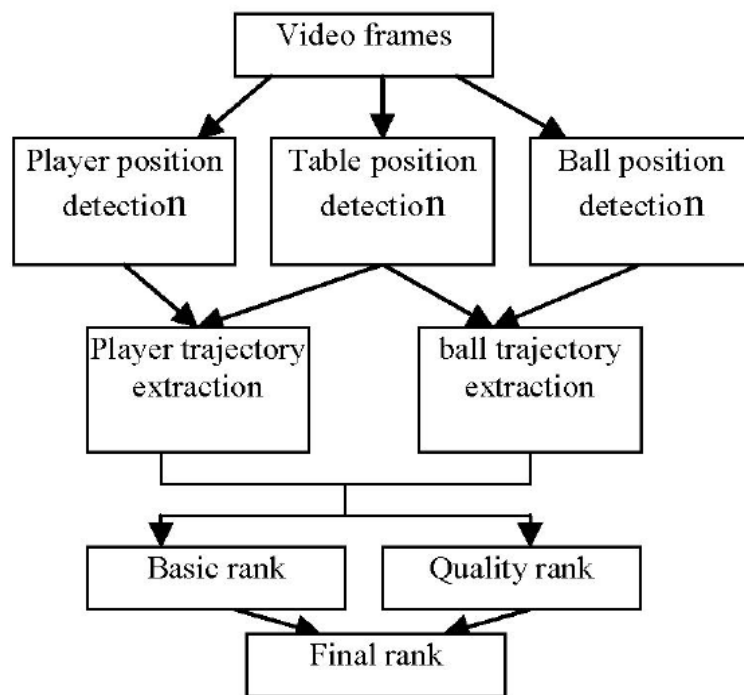 Video frames
Player position
detection
Table position
detection
Ball position
detection
Player trajectory
extraction
ball trajectory
extraction
Basic rank
Quality rank
Final rank